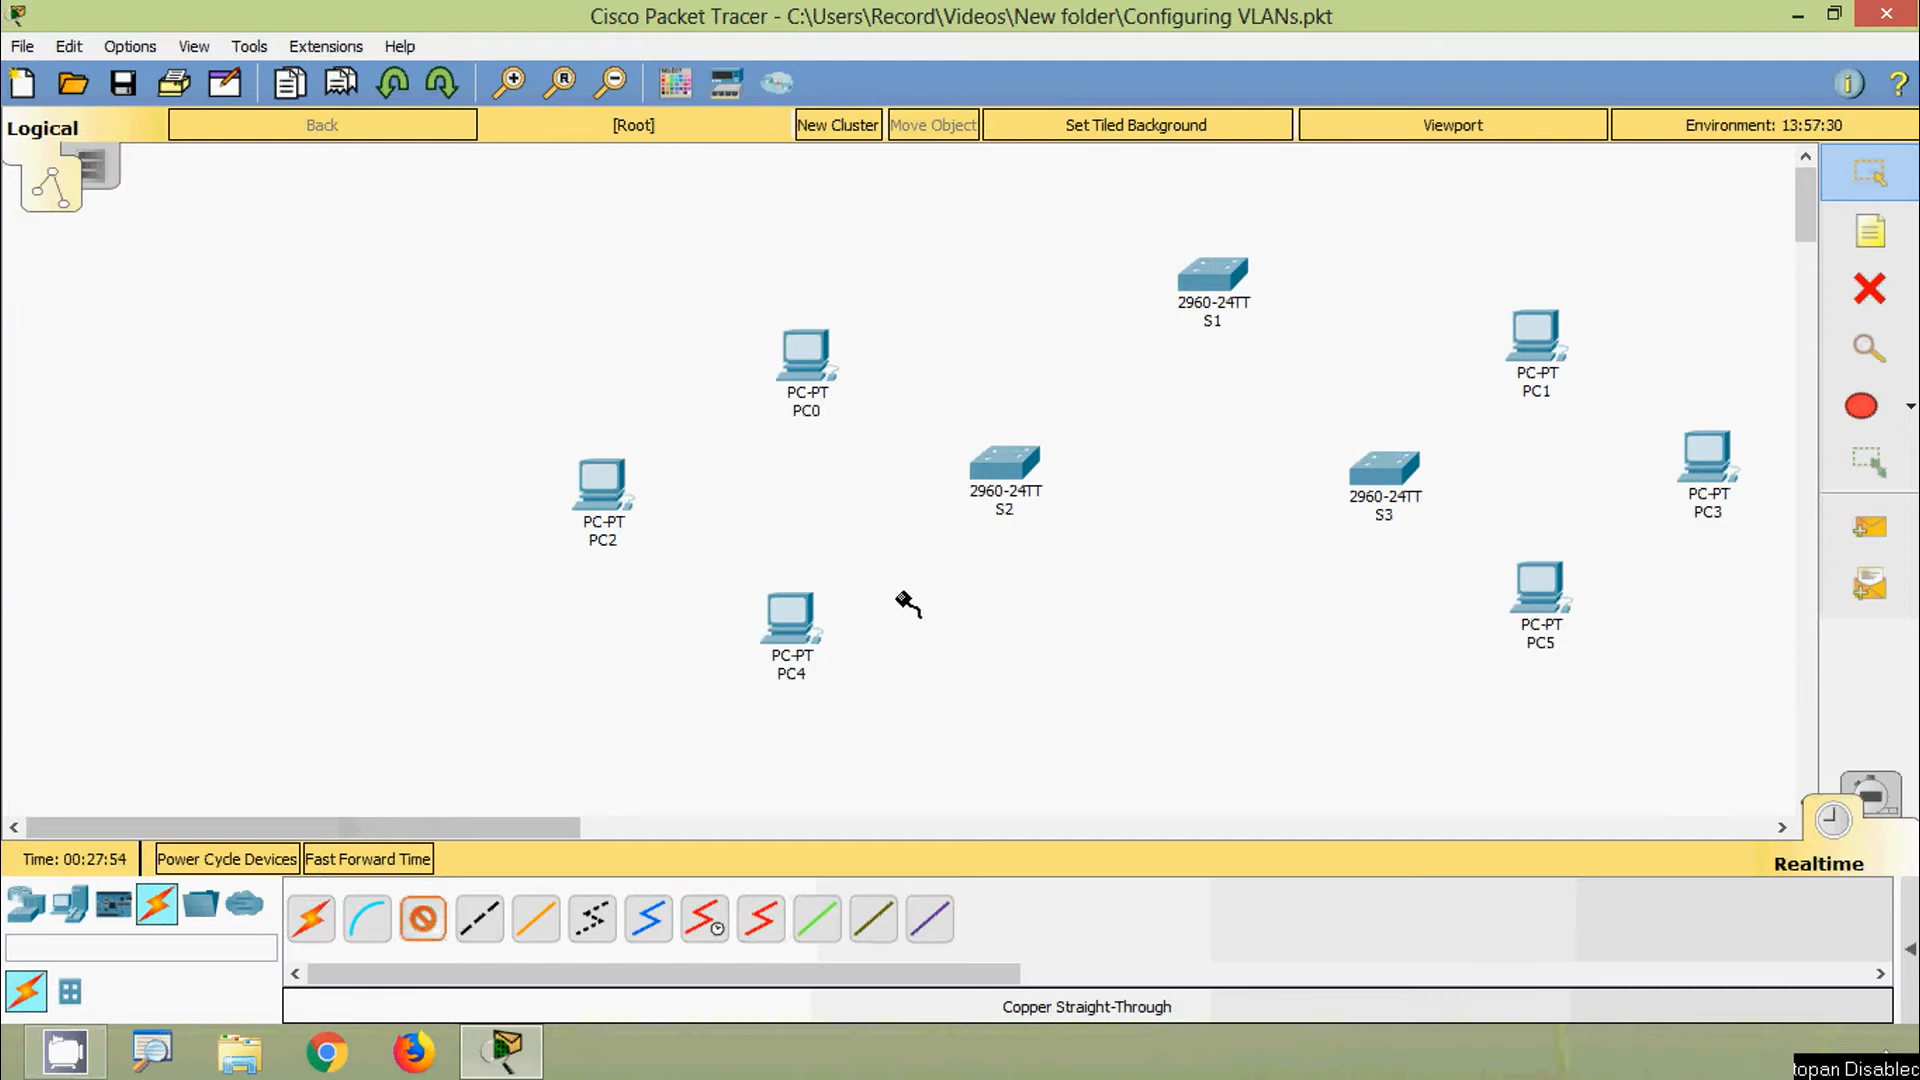 Cisco Packet Tracer - C:\Users\Record\Videos\New folder\Configuring VLANs.pkt
File Edit Options View Tools Extensions Help
Logical Back [Root] New Cluster Move Object Set Tiled Background Viewport Environment: 13:57:30
2960-24TT
S1
PC-PT
PC0
PC-PT
PC1
2960-24TT
S2
2960-24TT
S3
PC-PT
PC3
PC-PT
PC2
PC-PT
PC4
PC-PT
PC5
Time: 00:27:54 Power Cycle Devices Fast Forward Time Realtime
Copper Straight-Through
topan Disablec